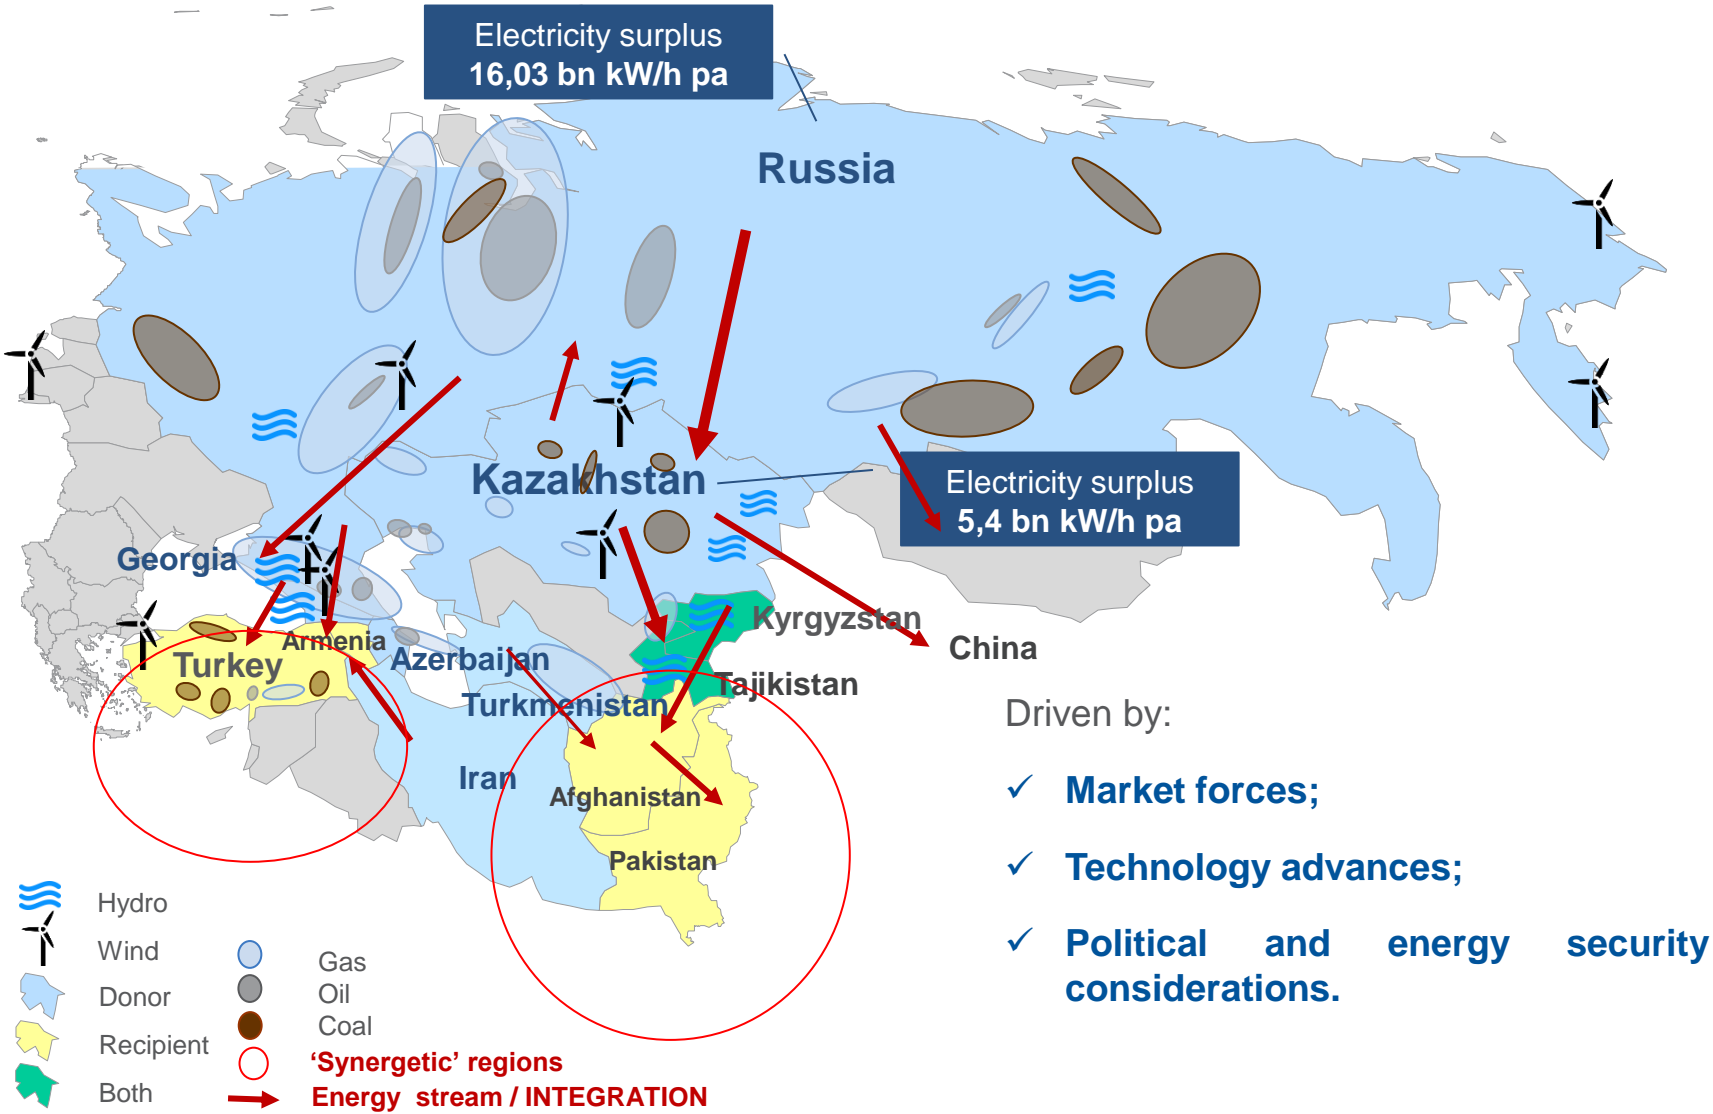 Electricity surplus
16,03 bn kW/h pa
Russia
Kazakhstan
Electricity surplus
5,4 bn kW/h pa
Georgia
Kyrgyzstan
Armenia
China
Turkey
Azerbaijan
Tajikistan
Turkmenistan
Iran
Afghanistan
Pakistan
Driven by:
✓ Market forces;
✓ Technology advances;
✓ Political and energy security
considerations.
Hydro
Wind
Donor
Recipient
Both
Gas
Oil
Coal
‘Synergetic’ regions
Energy stream / INTEGRATION